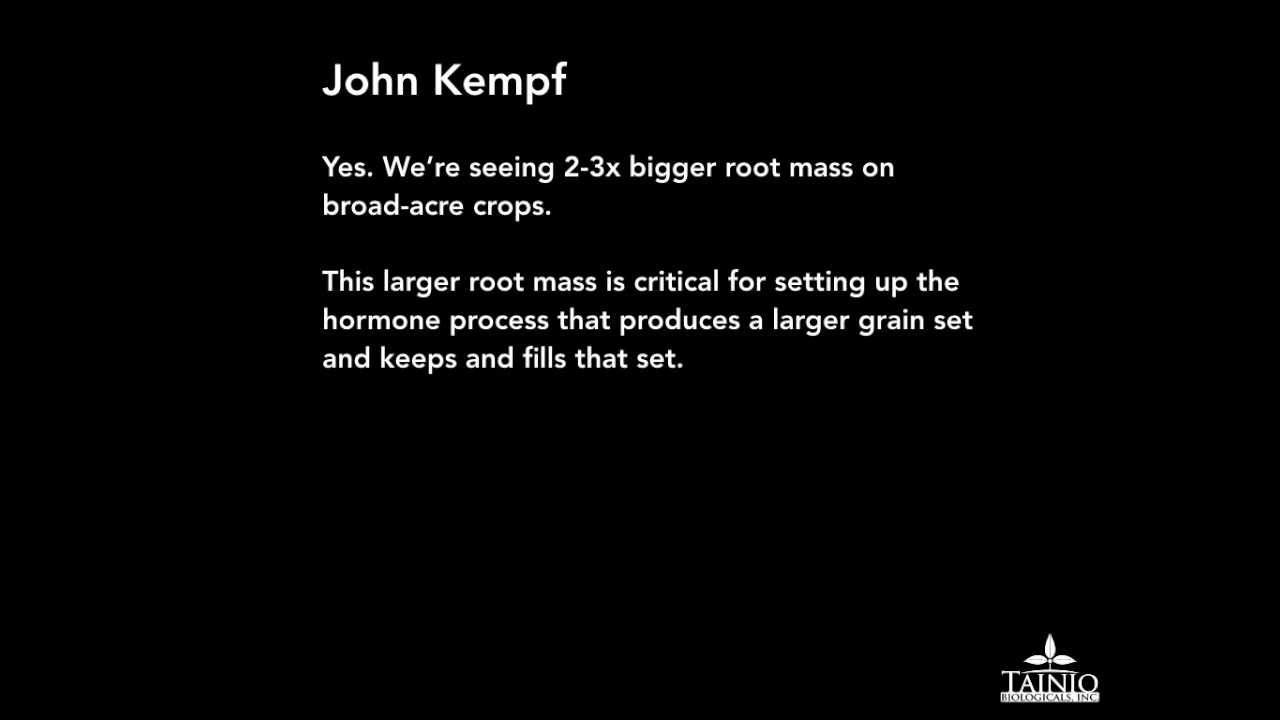 John Kempf
Yes. We’re seeing 2-3x bigger root mass on
broad-acre crops.
This larger root mass is critical for setting up the
hormone process that produces a larger grain set
and keeps and fills that set.
TAINIO
BIOLOGICALS, INC